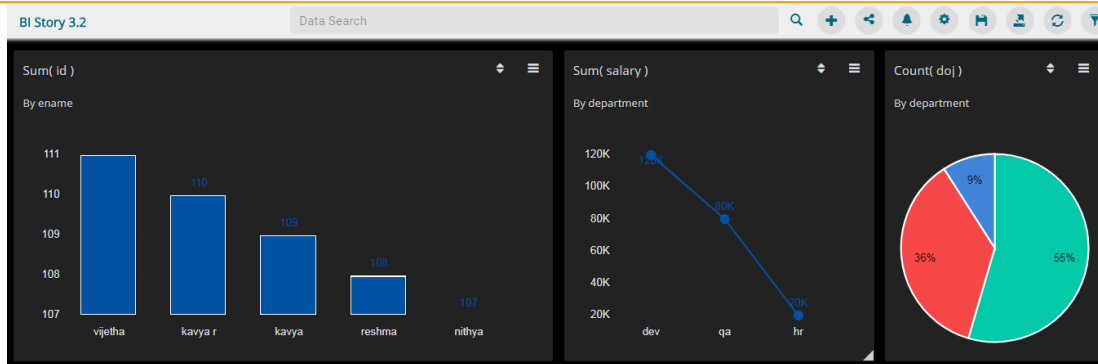 BI Story 3.2
Data Search
Sum( id )
By ename
111
110
109
108
107
110
109
108
107
vijetha
kavya r
kavya
reshma
nithya
Sum( salary )
By department
120K
100K
80K
60K
40K
20K
120K
80K
20K
dev
qa
hr
Count( doj )
By department
9%
36%
55%